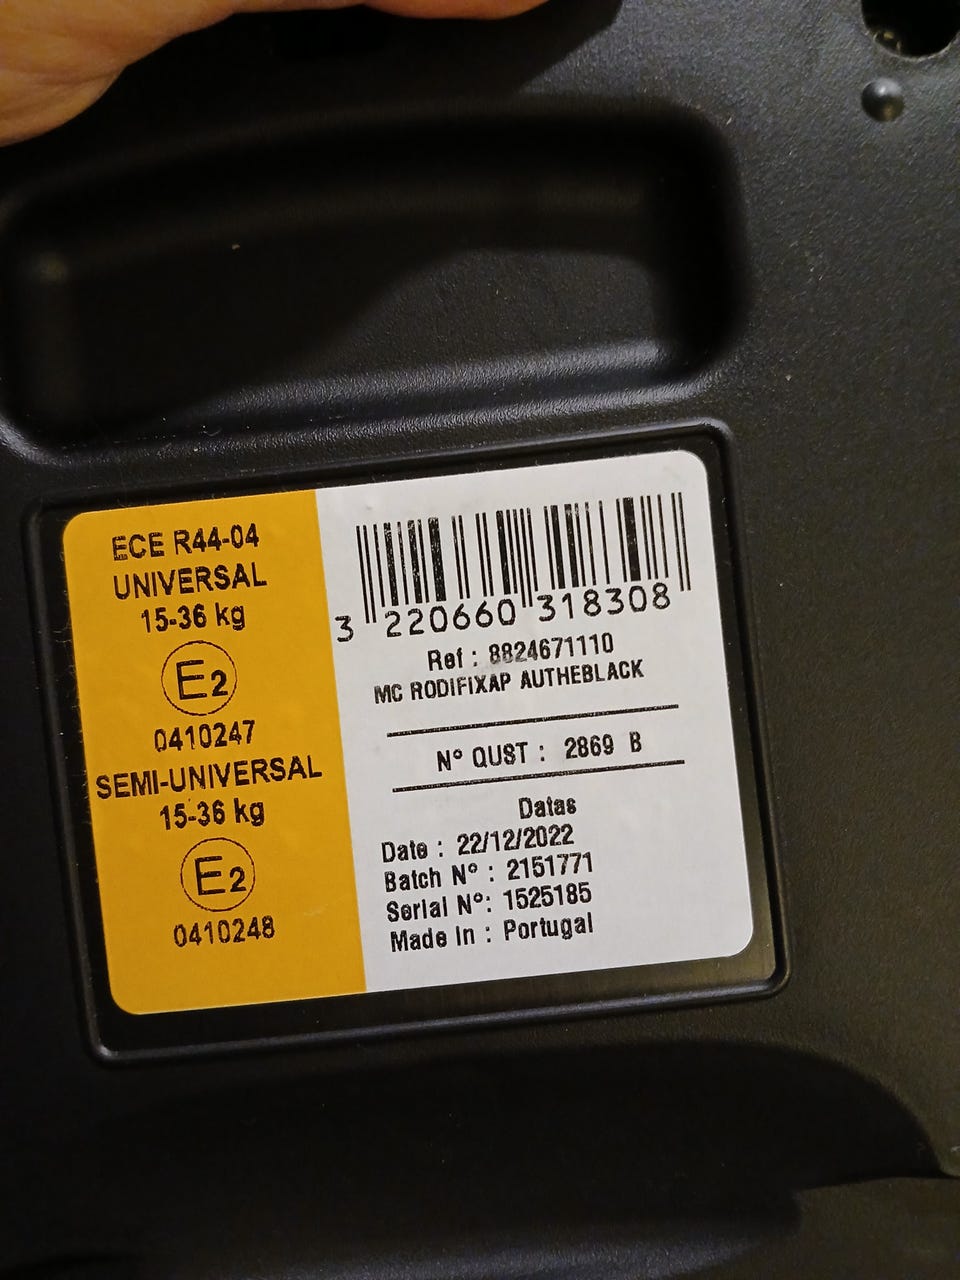 ECE R44-04
UNIVERSAL
15-36 kg
E2
0410247
SEMI-UNIVERSAL
15-36 kg
E2
0410248
3 220660 318308
Ref : 8824671110
MC RODIFIXAP AUTHEBLACK
N° QUST : 2869 B
Datas
Date : 22/12/2022
Batch N° : 2151771
Serial N°: 1525185
Made in : Portugal